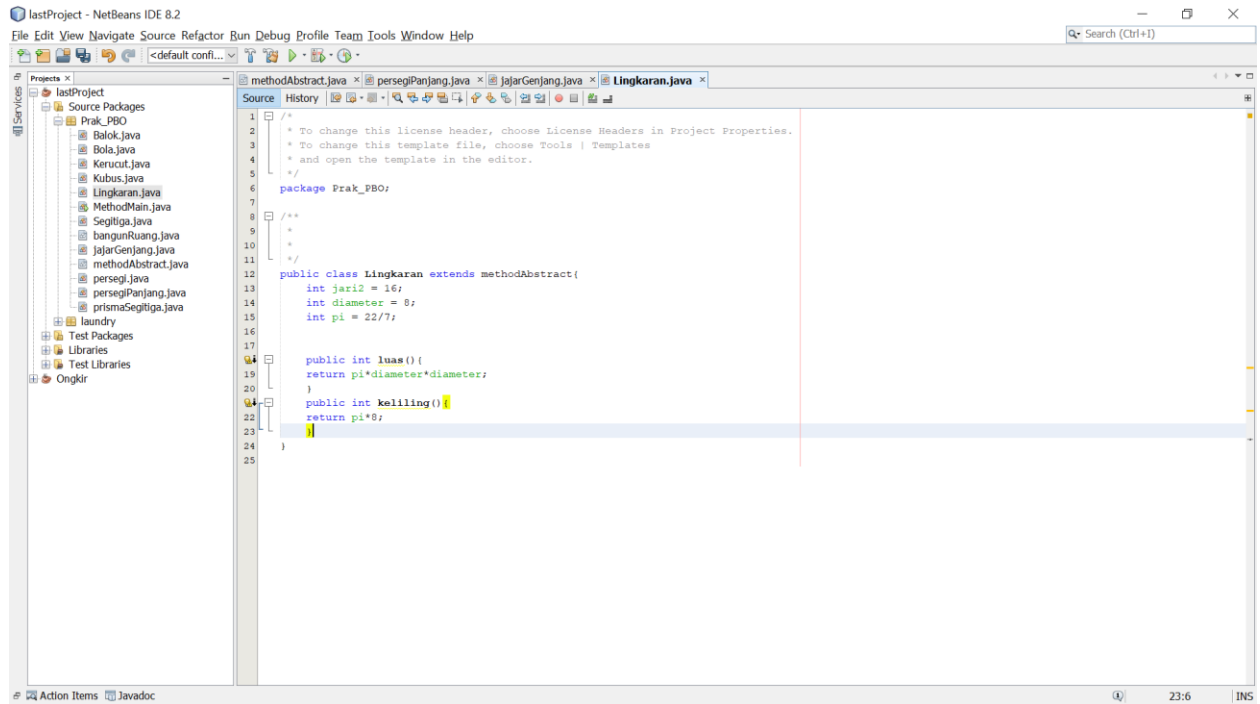 lastProject - NetBeans IDE 8.2
File Edit View Navigate Source Refactor Run Debug Profile Team Tools Window Help
Search (Ctrl+I)
<default confi...
Projects
methodAbstract.java
persegiPanjang.java
jajarGenjang.java
Lingkaran.java
Services
lastProject
Source Packages
Prak_PBO
Balok.java
Bola.java
Kerucut.java
Kubus.java
Lingkaran.java
MethodMain.java
Segitiga.java
bangunRuang.java
jajarGenjang.java
methodAbstract.java
persegi.java
persegiPanjang.java
prismaSegitiga.java
laundry
Test Packages
Libraries
Test Libraries
Ongkir
Source History
1 /*
2 * To change this license header, choose License Headers in Project Properties.
3 * To change this template file, choose Tools | Templates
4 * and open the template in the editor.
5 */
6 package Prak_PBO;
7
8 /**
9 *
10 *
11 */
12 public class Lingkaran extends methodAbstract{
13 int jari2 = 16;
14 int diameter = 8;
15 int pi = 22/7;
16
17
public int luas(){
19 return pi*diameter*diameter;
20 }
public int keliling(){
22 return pi*8;
23 }
24 }
25
Action Items Javadoc
23:6 INS